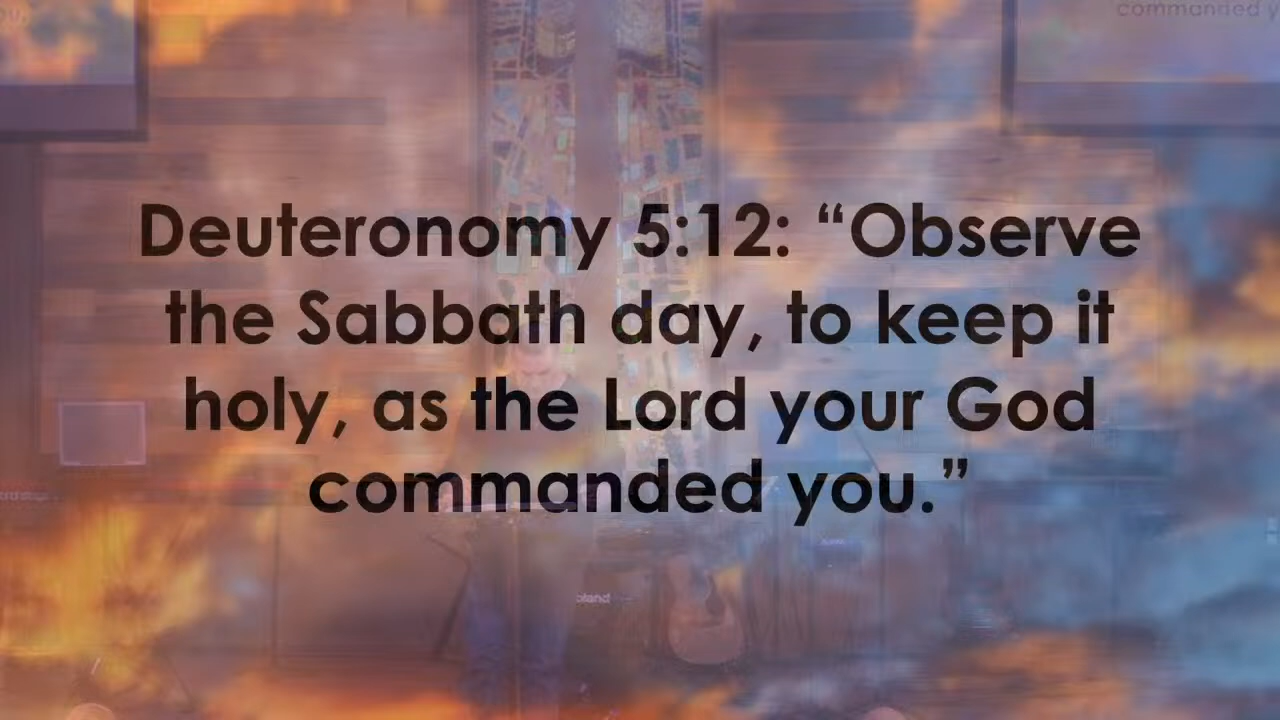 commanded y
Deuteronomy 5:12: “Observe
the Sabbath day, to keep it
holy, as the Lord your God
commanded you.”
oland